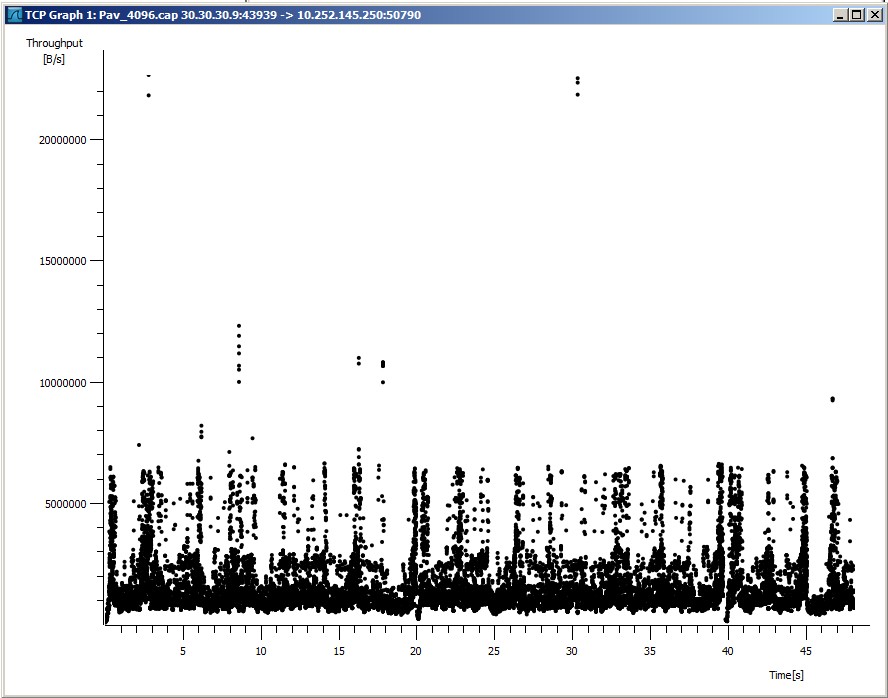 TCP Graph 1: Pav_4096.cap 30.30.30.9:43939 -> 10.252.145.250:50790
Throughput
[B/s]
20000000
15000000
10000000
5000000
5 10 15 20 25 30 35 40 45
Time[s]